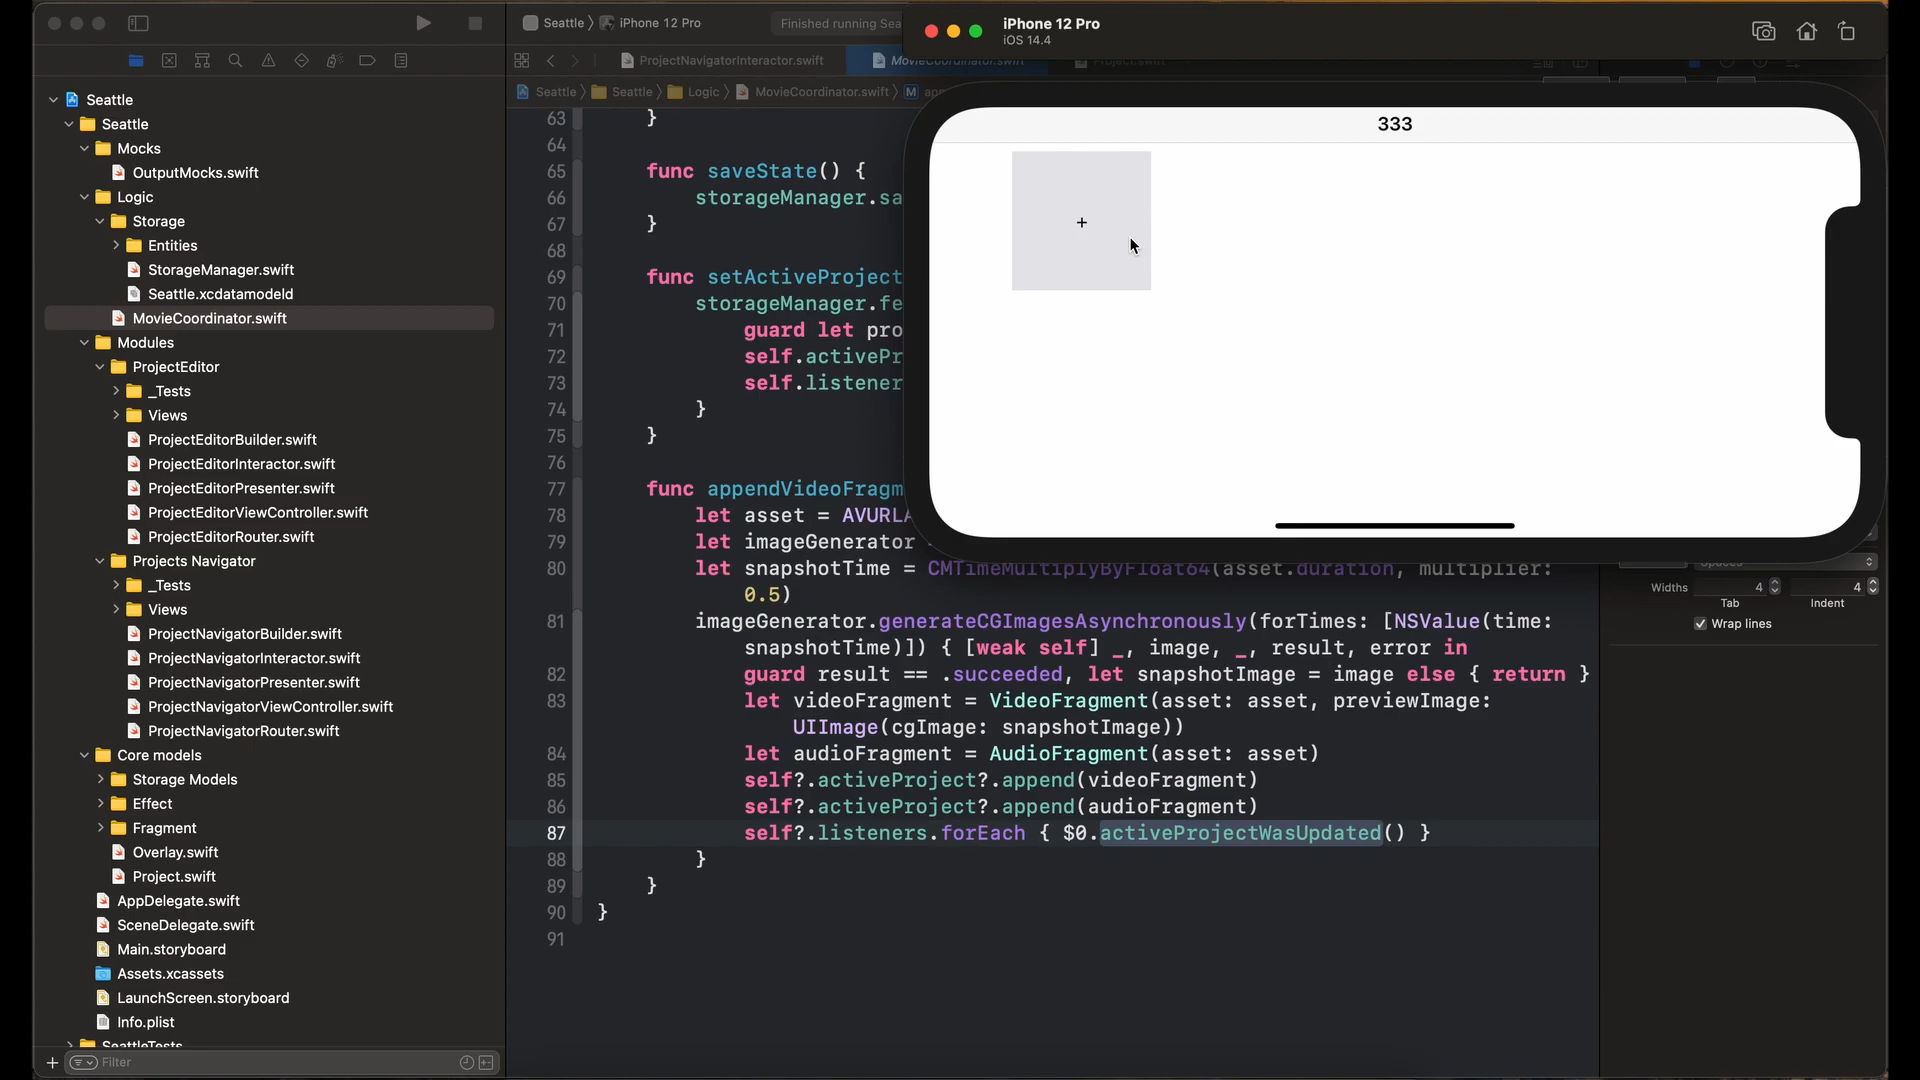 Seattle
iPhone 12 Pro
Finished running Sea
iPhone 12 Pro
iOS 14.4
ProjectNavigatorInteractor.swift
MovieCoordinator.swift
Project.swift
Seattle
Seattle
Logic
MovieCoordinator.swift
M
Seattle
Seattle
Mocks
OutputMocks.swift
Logic
Storage
Entities
StorageManager.swift
Seattle.xcdatamodeld
MovieCoordinator.swift
Modules
ProjectEditor
_Tests
Views
ProjectEditorBuilder.swift
ProjectEditorInteractor.swift
ProjectEditorPresenter.swift
ProjectEditorViewController.swift
ProjectEditorRouter.swift
Projects Navigator
_Tests
Views
ProjectNavigatorBuilder.swift
ProjectNavigatorInteractor.swift
ProjectNavigatorPresenter.swift
ProjectNavigatorViewController.swift
ProjectNavigatorRouter.swift
Core models
Storage Models
Effect
Fragment
Overlay.swift
Project.swift
AppDelegate.swift
SceneDelegate.swift
Main.storyboard
Assets.xcassets
LaunchScreen.storyboard
Info.plist
SeattleTests
+ Filter
63 }
64
65 func saveState() {
66 storageManager.sa
67 }
68
69 func setActiveProject
70 storageManager.fe
71 guard let pro
72 self.activePr
73 self.listener
74 }
75 }
76
77 func appendVideoFragm
78 let asset = AVURLA
79 let imageGenerator
80 let snapshotTime = CMTimeMultiplyByFloat64(asset.duration, multiplier:
0.5)
81 imageGenerator.generateCGImagesAsynchronously(forTimes: [NSValue(time:
snapshotTime)]) { [weak self] _, image, _, result, error in
82 guard result == .succeeded, let snapshotImage = image else { return }
83 let videoFragment = VideoFragment(asset: asset, previewImage:
UIImage(cgImage: snapshotImage))
84 let audioFragment = AudioFragment(asset: asset)
85 self?.activeProject?.append(videoFragment)
86 self?.activeProject?.append(audioFragment)
87 self?.listeners.forEach { $0.activeProjectWasUpdated() }
88 }
89 }
90 }
91
333
+
Spaces
Widths 4 4
Tab Indent
Wrap lines